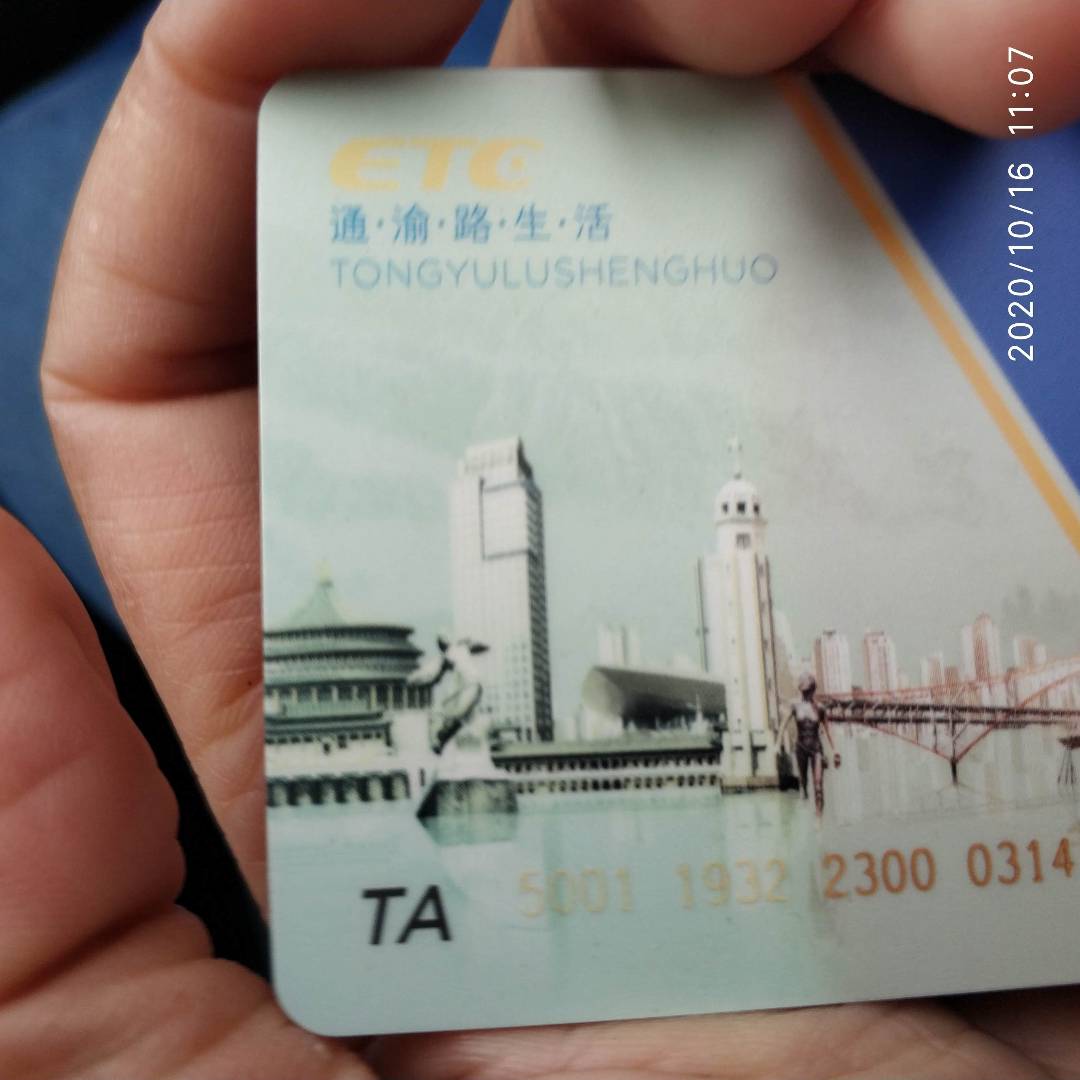 ETC
通·渝·路·生·活
TONGYULUSHENGHUO
TA
5001 1932 2300 0314
2020/10/16 11:07